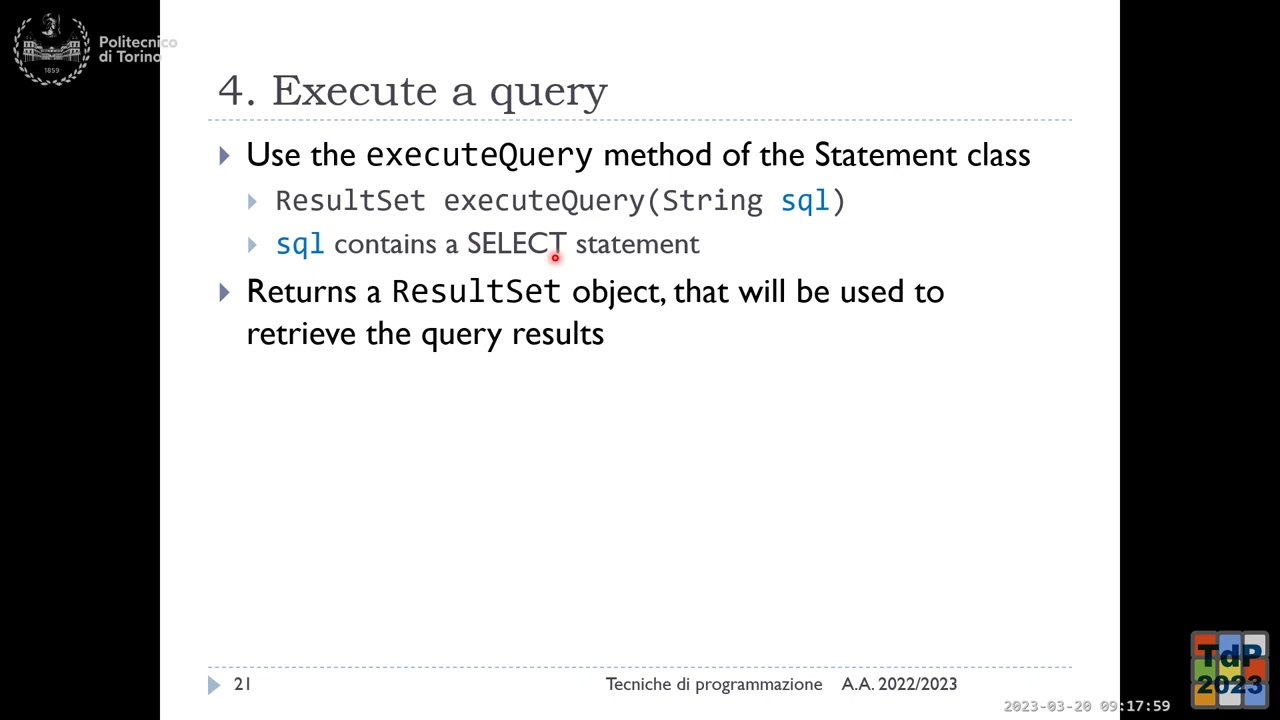 Politecnico
di Torino
1859
4. Execute a query
Use the executeQuery method of the Statement class
ResultSet executeQuery(String sql)
sql contains a SELECT statement
Returns a ResultSet object, that will be used to
retrieve the query results
21
Tecniche di programmazione A.A. 2022/2023
TdP
2023
2023-03-20 09:17:59